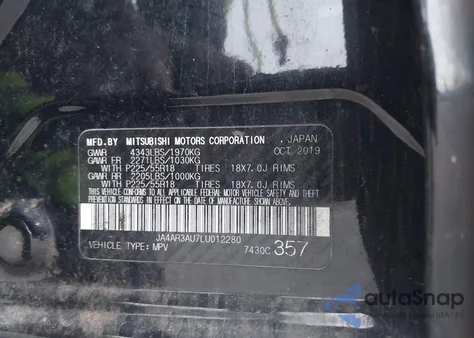 MFD.BY MITSUBISHI MOTORS CORPORATION , JAPAN
GVWR 4343LBS/1970KG OCT 2019
GAWR FR 2271LBS/1030KG
WITH P225/55R18 TIRES 18X7.0J RIMS
GAWR RR 2205LBS/1000KG
WITH P225/55R18 TIRES 18X7.0J RIMS
THIS VEHICLE CONFORMS TO ALL APPLICABLE FEDERAL MOTOR VEHICLE SAFETY AND THEFT
PREVENTION STANDARDS IN EFFECT ON THE DATE OF MANUFACTURE SHOWN ABOVE.
JA4AR3AU7LU012280
VEHICLE TYPE: MPV 7430C 357
autoSnap